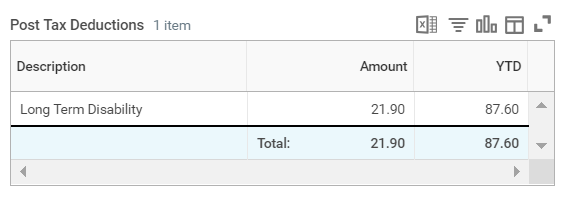 Post Tax Deductions 1 item
Description Amount YTD
Long Term Disability 21.90 87.60
Total: 21.90 87.60